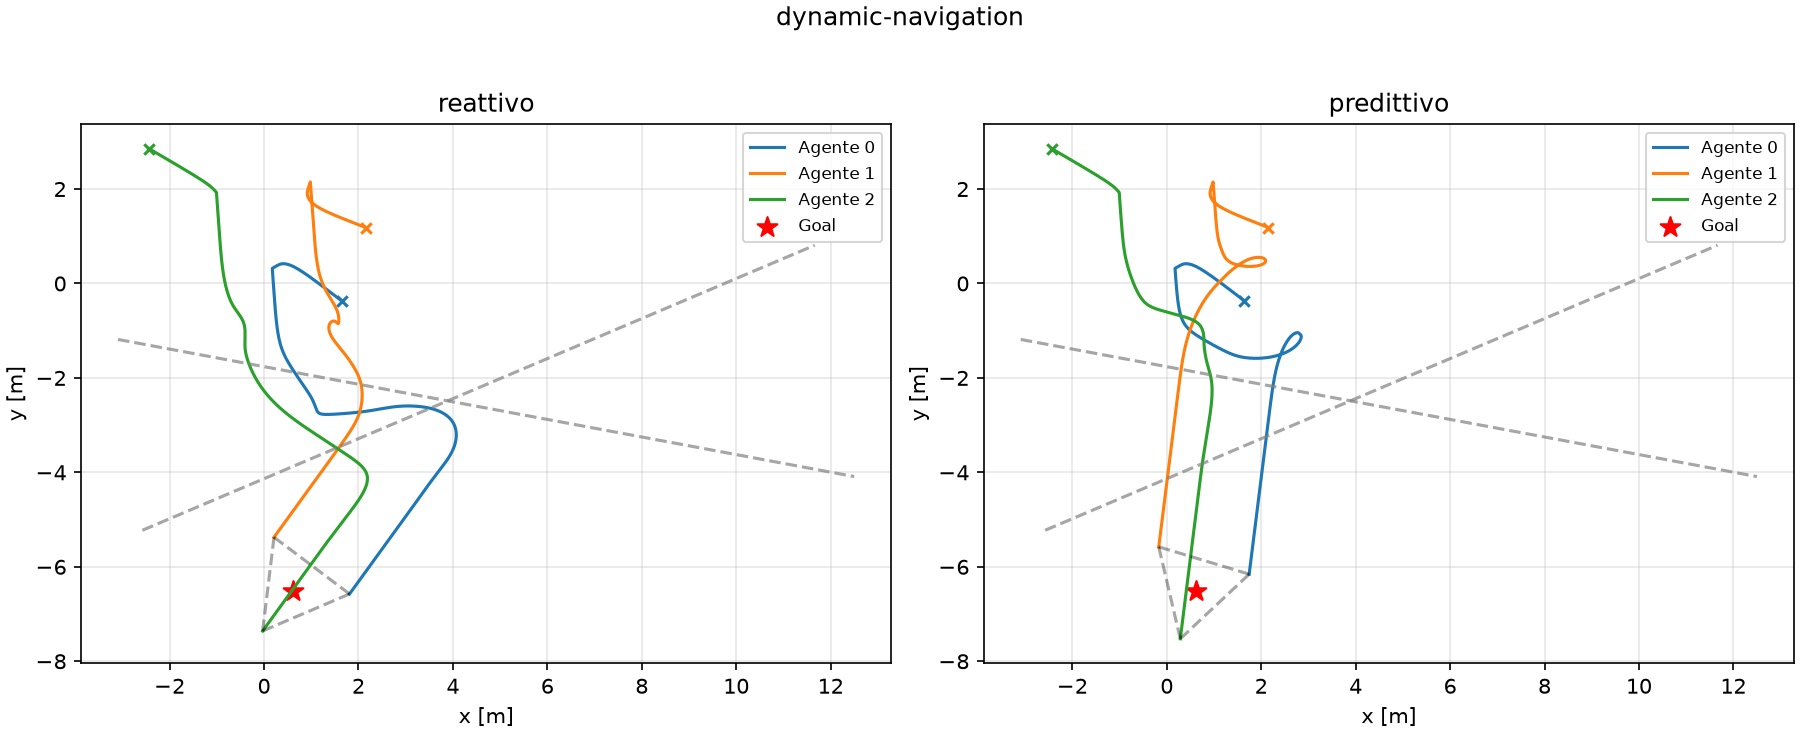 dynamic-navigation
reattivo
Agente 0
Agente 1
Agente 2
Goal
2
0
−2
−4
−6
−8
y [m]
−2 0 2 4 6 8 10 12
x [m]
predittivo
Agente 0
Agente 1
Agente 2
Goal
2
0
−2
−4
−6
−8
y [m]
−2 0 2 4 6 8 10 12
x [m]